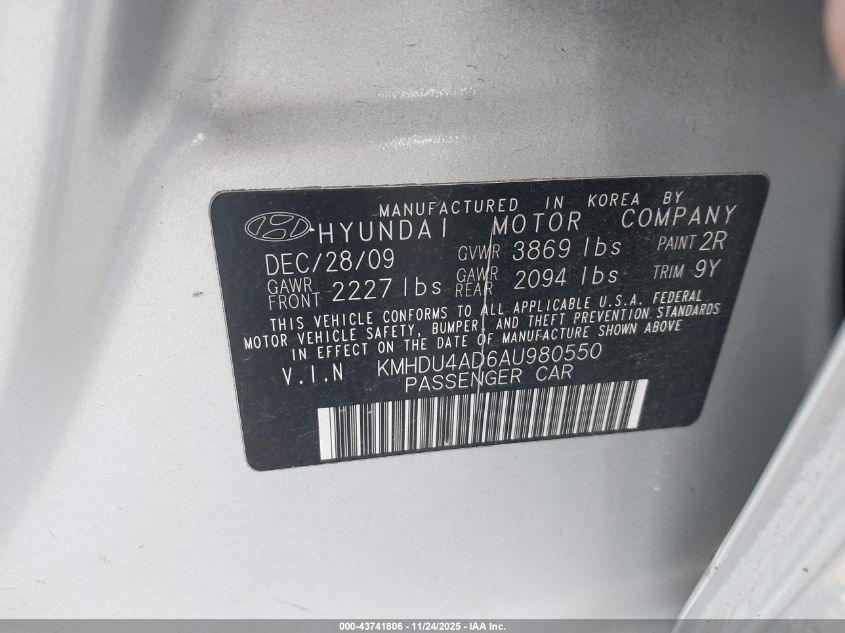 MANUFACTURED IN KOREA BY
HYUNDAI MOTOR COMPANY
DEC/28/09 GVWR 3869 lbs PAINT 2R
GAWR FRONT 2227 lbs GAWR REAR 2094 lbs TRIM 9Y
THIS VEHICLE CONFORMS TO ALL APPLICABLE U.S.A. FEDERAL
MOTOR VEHICLE SAFETY, BUMPER, AND THEFT PREVENTION STANDARDS
IN EFFECT ON THE DATE OF MANUFACTURE SHOWN ABOVE
V.I.N KMHDU4AD6AU980550
PASSENGER CAR
000-43741806 - 11/24/2025 - IAA Inc.